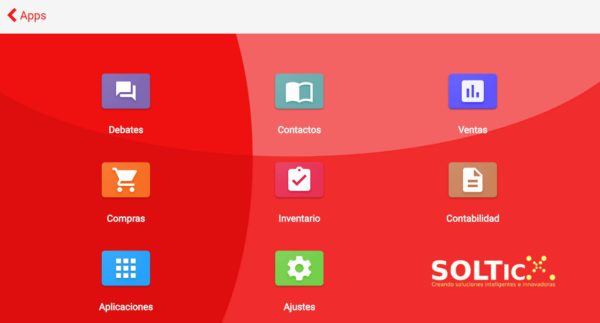 Apps
Debates
Contactos
Ventas
Compras
Inventario
Contabilidad
Aplicaciones
Ajustes
SOLTIC
Creando soluciones inteligentes e innovadoras